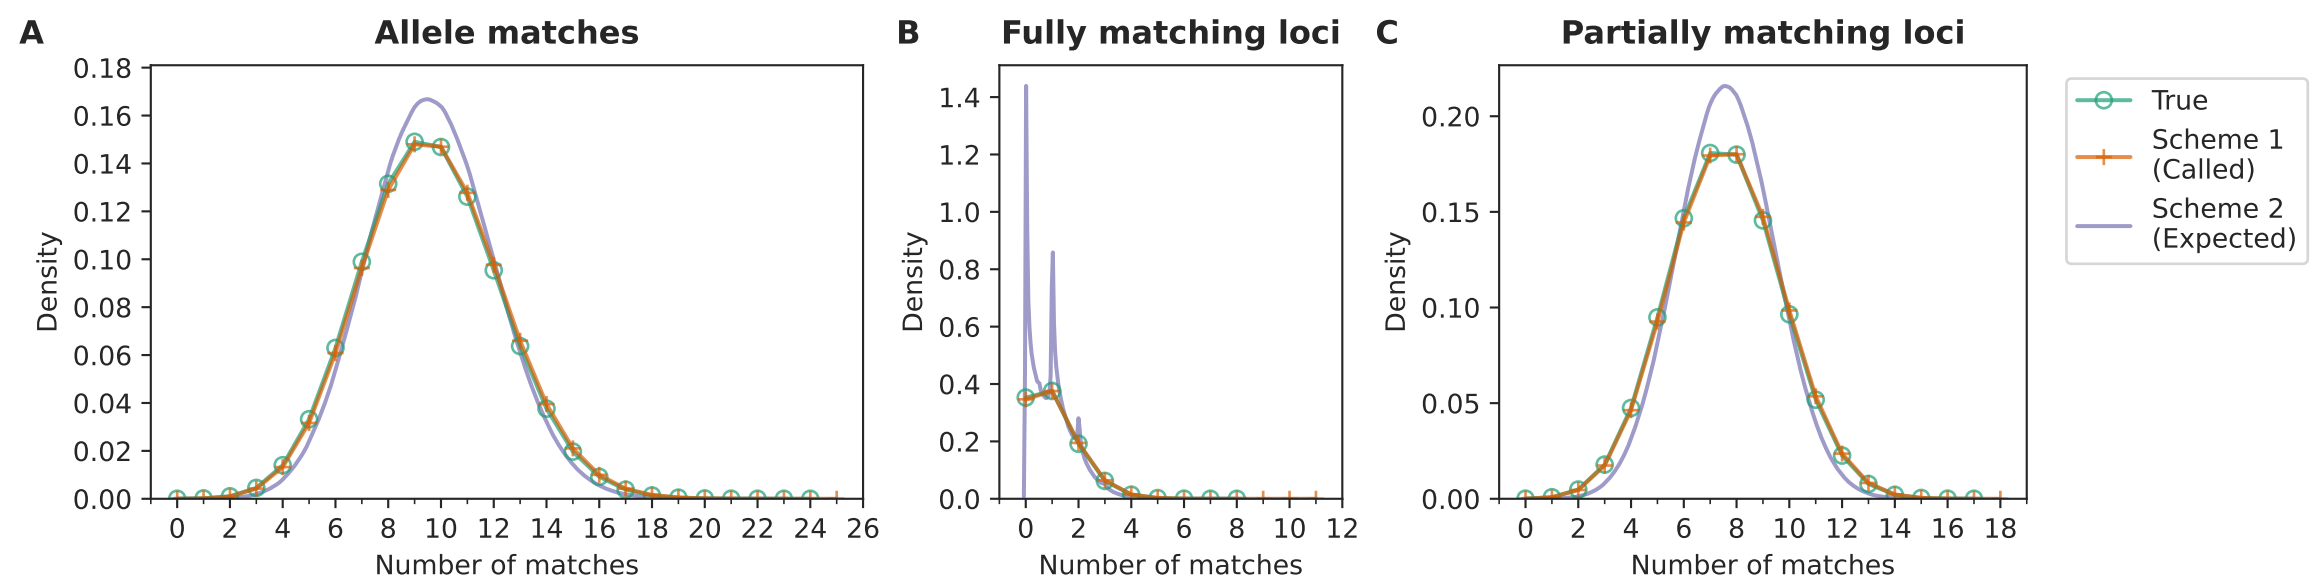 A
Allele matches
0.18
0.16
0.14
0.12
0.10
0.08
0.06
0.04
0.02
0.00
Density
0 2 4 6 8 10 12 14 16 18 20 22 24 26
Number of matches
B
Fully matching loci
1.4
1.2
1.0
0.8
0.6
0.4
0.2
0.0
Density
0 2 4 6 8 10 12
Number of matches
C
Partially matching loci
0.20
0.15
0.10
0.05
0.00
Density
0 2 4 6 8 10 12 14 16 18
Number of matches
True
Scheme 1
(Called)
Scheme 2
(Expected)